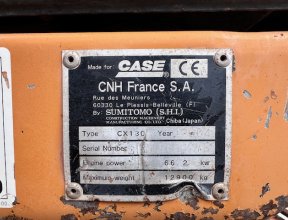 Made for CASE CE
CNH France S.A.
Rue des Meuniers
60330 Le Plessis-Belleville (F)
By: SUMITOMO (S.H.I.)
CONSTRUCTION MACHINERY
MANUFACTURING CO., LTD. Chiba (Japan)
Type CX130 Year
Serial Number
Engine power 66.2 kw
Maximum weight 12900 kg